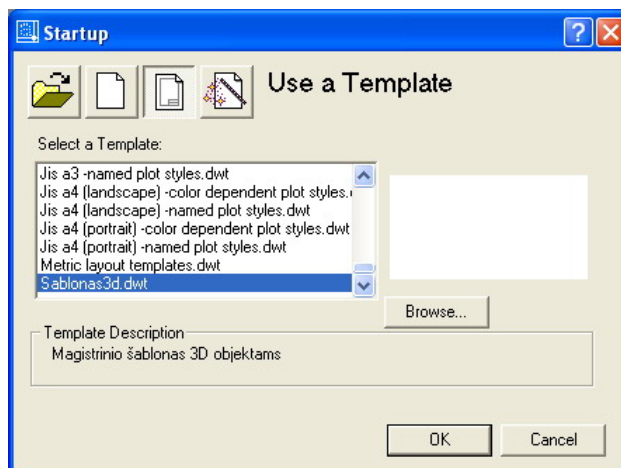 Startup
Use a Template
Select a Template:
Jis a3 -named plot styles.dwt
Jis a4 (landscape) -color dependent plot styles.
Jis a4 (landscape) -named plot styles.dwt
Jis a4 (portrait) -color dependent plot styles.dwt
Jis a4 (portrait) -named plot styles.dwt
Metric layout templates.dwt
Sablonas3d.dwt
Browse...
Template Description
Magistrinio šablonas 3D objektams
OK
Cancel